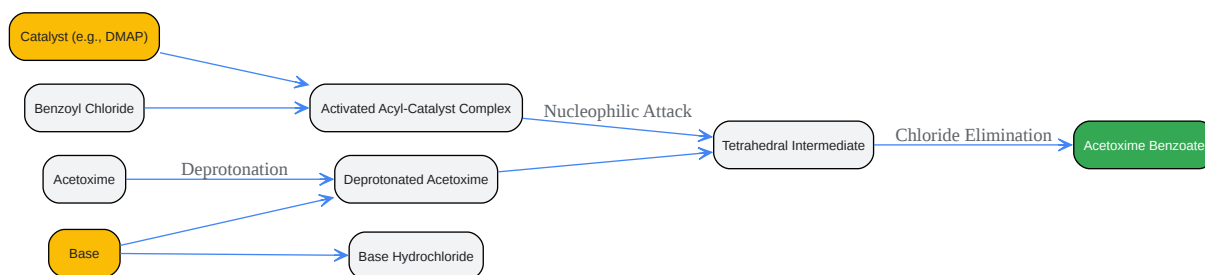 Catalyst (e.g., DMAP)
Benzoyl Chloride
Activated Acyl-Catalyst Complex
Nucleophilic Attack
Tetrahedral Intermediate
Chloride Elimination
Acetoxime Benzoate
Acetoxime
Deprotonation
Deprotonated Acetoxime
Base
Base Hydrochloride